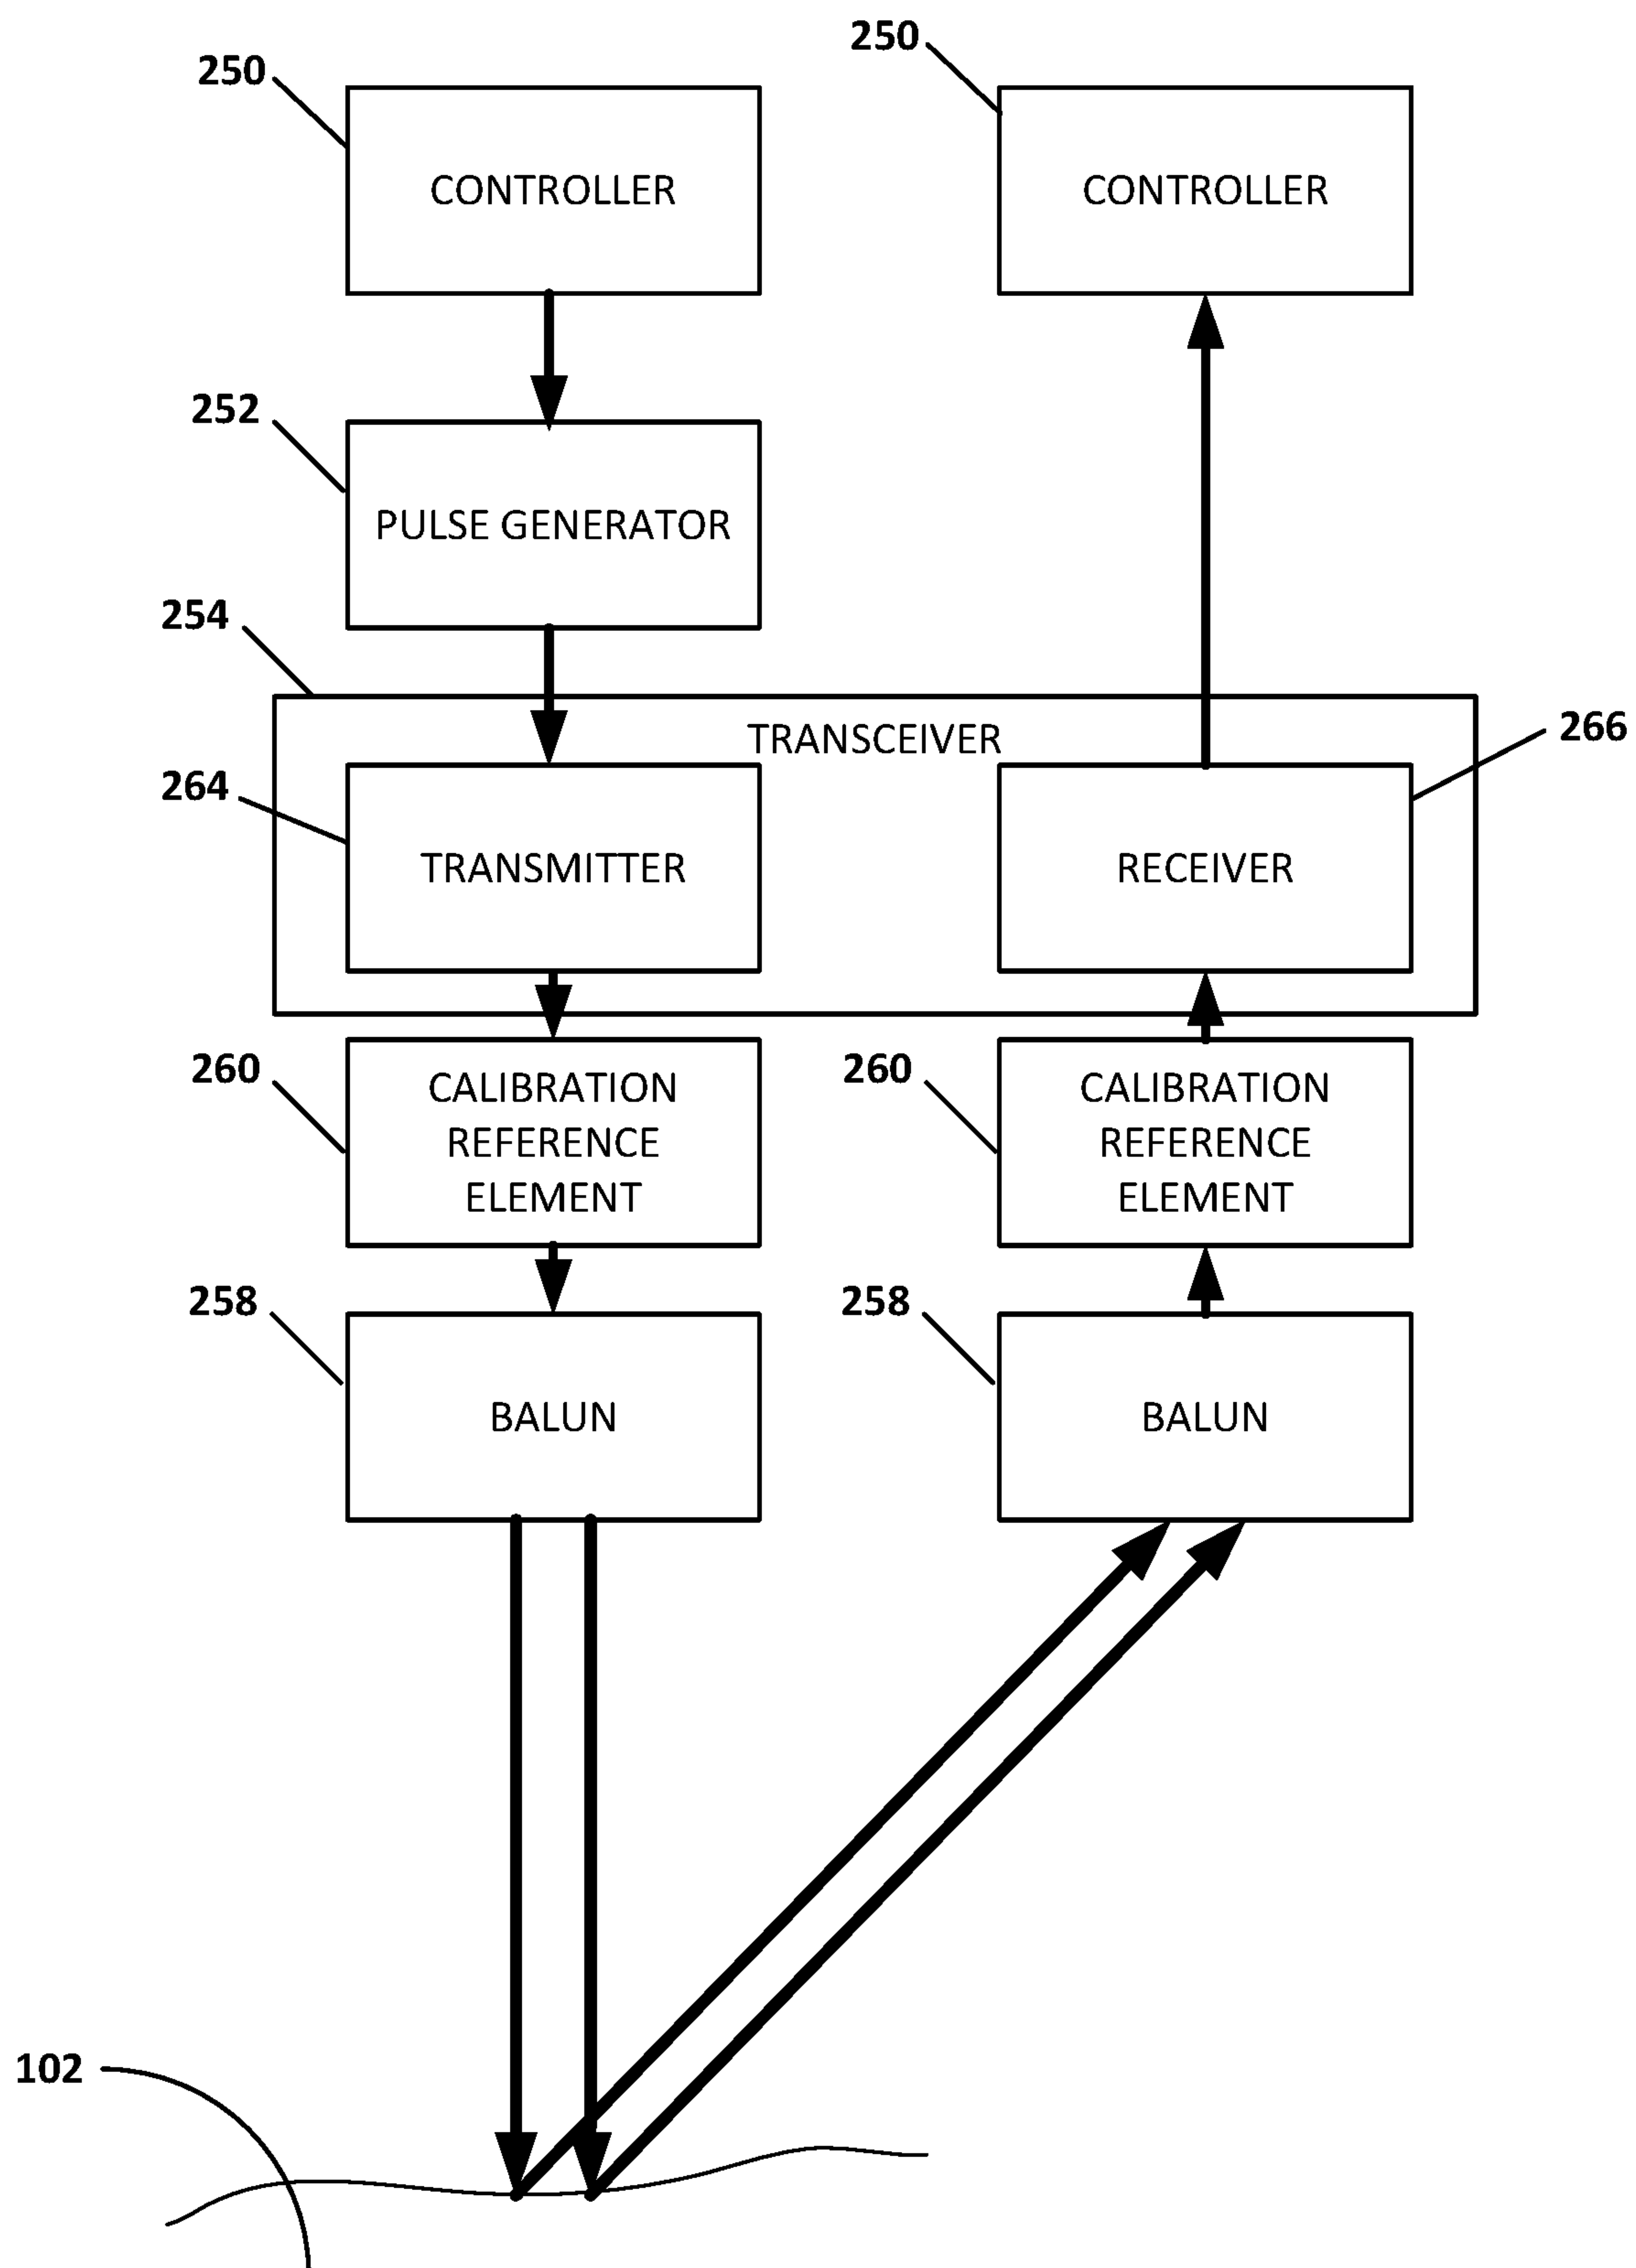 250
250
CONTROLLER
CONTROLLER
252
PULSE GENERATOR
254
TRANSCEIVER
266
264
TRANSMITTER
RECEIVER
260
CALIBRATION
REFERENCE
ELEMENT
260
CALIBRATION
REFERENCE
ELEMENT
258
BALUN
258
BALUN
102